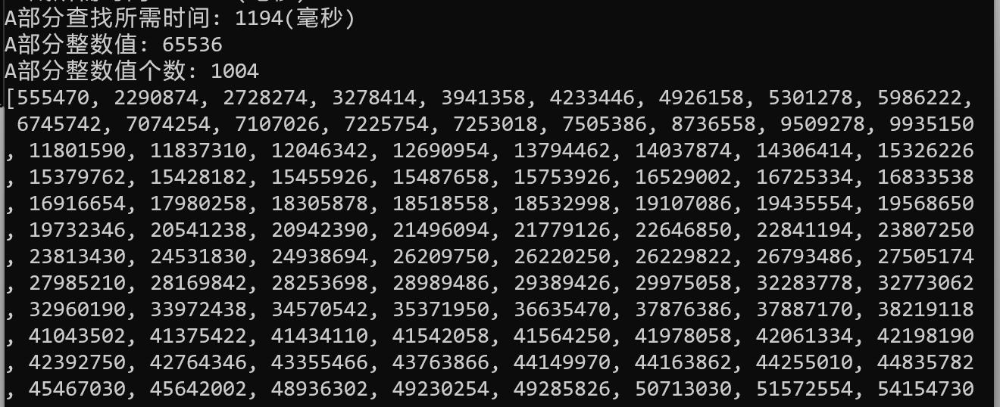 A部分查找所需时间: 1194(毫秒)
A部分整数值: 65536
A部分整数值个数: 1004
[555470, 2290874, 2728274, 3278414, 3941358, 4233446, 4926158, 5301278, 5986222,
6745742, 7074254, 7107026, 7225754, 7253018, 7505386, 8736558, 9509278, 9935150
, 11801590, 11837310, 12046342, 12690954, 13794462, 14037874, 14306414, 15326226
, 15379762, 15428182, 15455926, 15487658, 15753926, 16529002, 16725334, 16833538
, 16916654, 17980258, 18305878, 18518558, 18532998, 19107086, 19435554, 19568650
, 19732346, 20541238, 20942390, 21496094, 21779126, 22646850, 22841194, 23807250
, 23813430, 24531830, 24938694, 26209750, 26220250, 26229822, 26793486, 27505174
, 27985210, 28169842, 28253698, 28989486, 29389426, 29975058, 32283778, 32773062
, 32960190, 33972438, 34570542, 35371950, 36635470, 37876386, 37887170, 38219118
, 41043502, 41375422, 41434110, 41542058, 41564250, 41978058, 42061334, 42198190
, 42392750, 42764346, 43355466, 43763866, 44149970, 44163862, 44255010, 44835782
, 45467030, 45642002, 48936302, 49230254, 49285826, 50713030, 51572554, 54154730